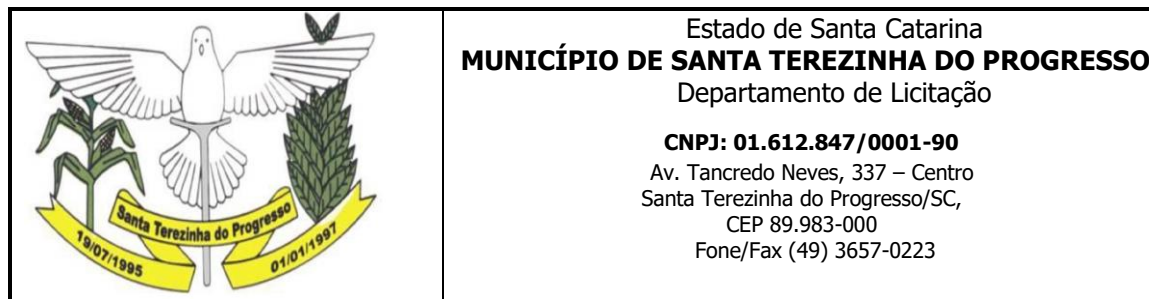 Santa Terezinha do Progresso
19/07/1995
01/01/1997
Estado de Santa Catarina
MUNICÍPIO DE SANTA TEREZINHA DO PROGRESSO
Departamento de Licitação
CNPJ: 01.612.847/0001-90
Av. Tancredo Neves, 337 – Centro
Santa Terezinha do Progresso/SC,
CEP 89.983-000
Fone/Fax (49) 3657-0223